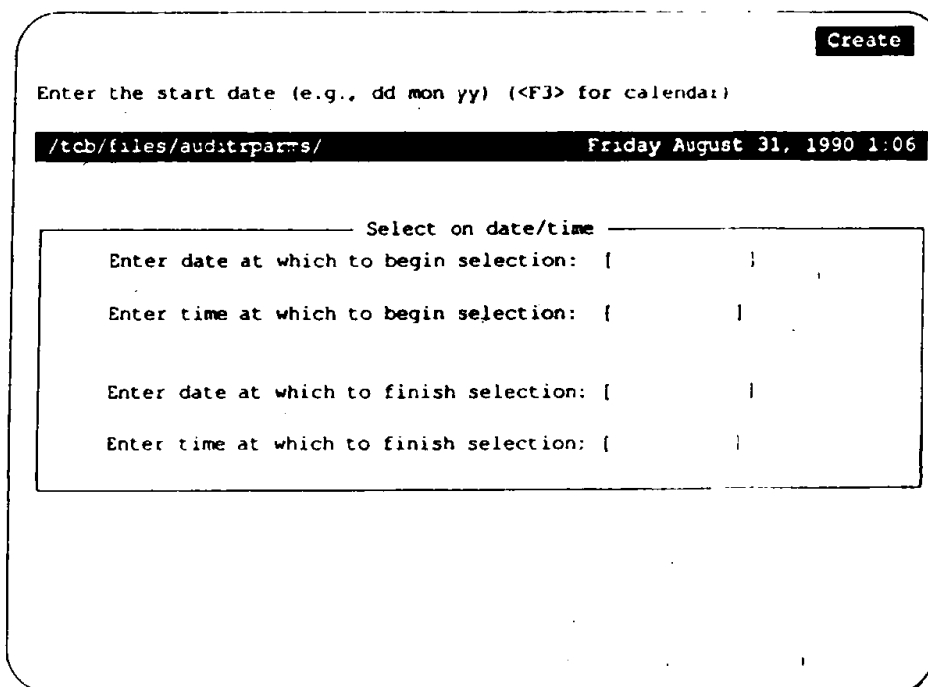 Create
Enter the start date (e.g., dd mon yy) (<F3> for calendar)
/tcb/files/auditrparms/ Friday August 31, 1990 1:06
Select on date/time
Enter date at which to begin selection: [ ]
Enter time at which to begin selection: [ ]
Enter date at which to finish selection: [ ]
Enter time at which to finish selection: [ ]